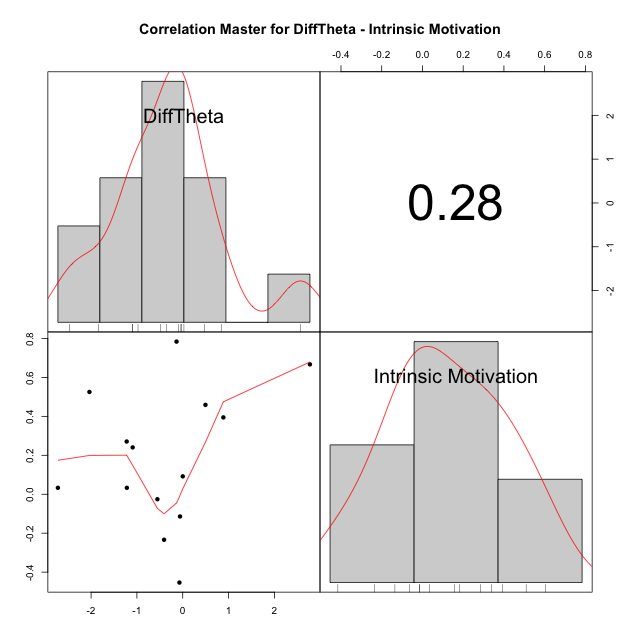 Correlation Master for DiffTheta - Intrinsic Motivation
-0.4 -0.2 0.0 0.2 0.4 0.6 0.8
DiffTheta
0.28
2
1
0
-1
-2
0.8
0.6
0.4
0.2
0.0
-0.2
-0.4
Intrinsic Motivation
-2 -1 0 1 2